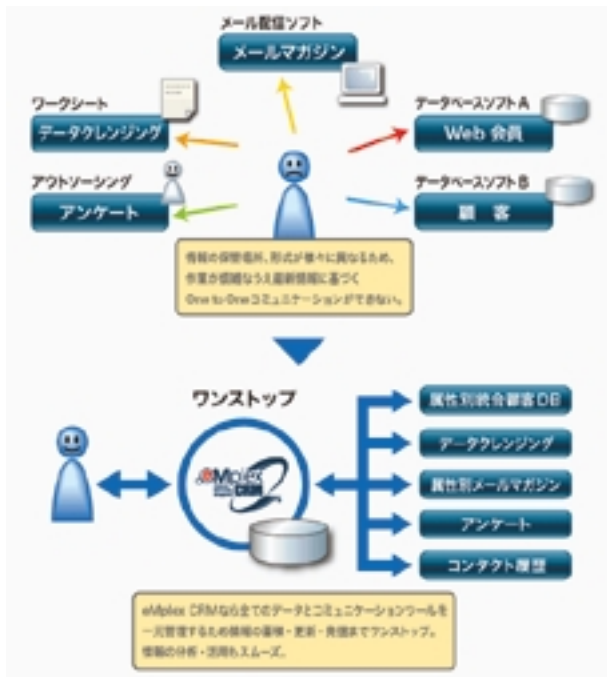 メール配信ソフト
メールマガジン
ワークシート
データクレンジング
データベースソフトA
Web 会員
アウトソーシング
アンケート
データベースソフトB
顧 客
情報の保管場所、形式が様々に異なるため、
作業が煩雑なうえ最新情報に基づく
One to Oneコミュニケーションができない。
ワンストップ
属性別統合顧客DB
データクレンジング
eMplex
CRM
属性別メールマガジン
アンケート
コンタクト履歴
eMplex CRMなら全てのデータとコミュニケーションツールを
一元管理するため情報の蓄積・更新・発信までワンストップ。
情報の分析・活用もスムーズ。